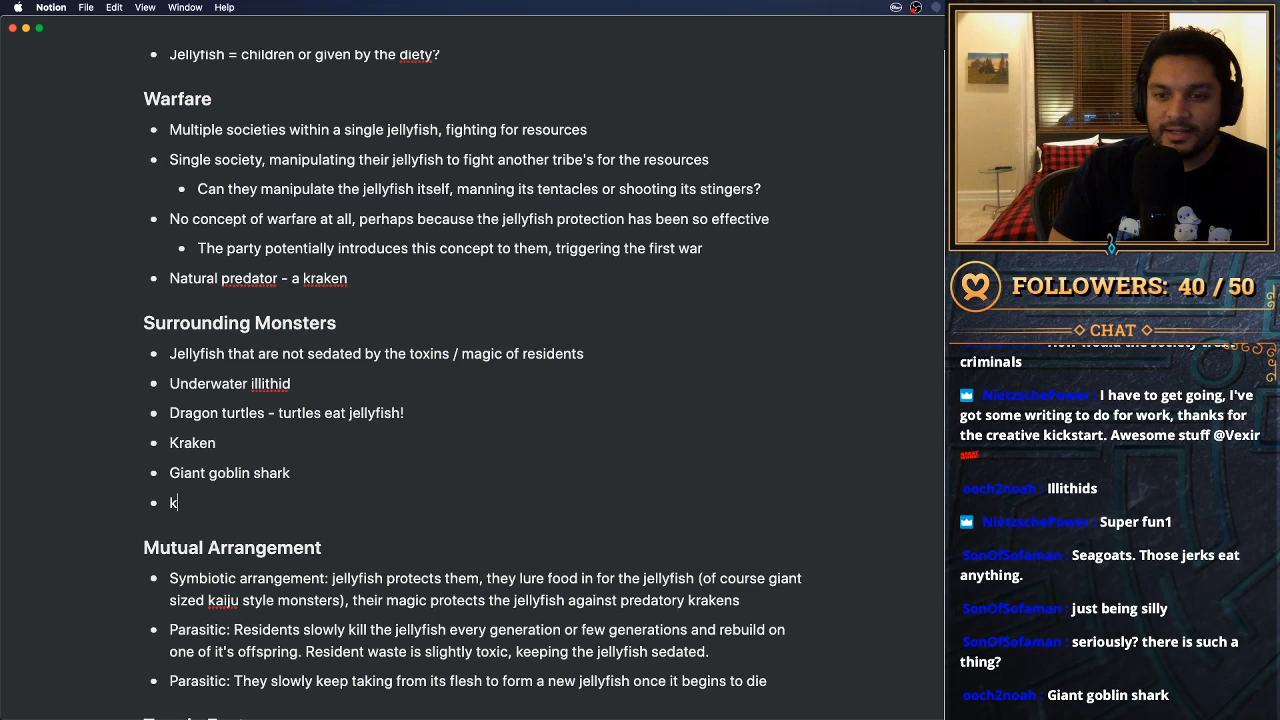 Notion File Edit View Window Help
Jellyfish = children or given by the diety?
Warfare
Multiple societies within a single jellyfish, fighting for resources
Single society, manipulating their jellyfish to fight another tribe's for the resources
Can they manipulate the jellyfish itself, manning its tentacles or shooting its stingers?
No concept of warfare at all, perhaps because the jellyfish protection has been so effective
The party potentially introduces this concept to them, triggering the first war
Natural predator - a kraken
Surrounding Monsters
Jellyfish that are not sedated by the toxins / magic of residents
Underwater illithid
Dragon turtles - turtles eat jellyfish!
Kraken
Giant goblin shark
k
Mutual Arrangement
Symbiotic arrangement: jellyfish protects them, they lure food in for the jellyfish (of course giant
sized kaiju style monsters), their magic protects the jellyfish against predatory krakens
Parasitic: Residents slowly kill the jellyfish every generation or few generations and rebuild on
one of it's offspring. Resident waste is slightly toxic, keeping the jellyfish sedated.
Parasitic: They slowly keep taking from its flesh to form a new jellyfish once it begins to die
FOLLOWERS: 40 / 50
CHAT
criminals
NietzschePower : I have to get going, I've
got some writing to do for work, thanks for
the creative kickstart. Awesome stuff @Vexir
ooch2noah : Illithids
NietzschePower : Super fun1
SonOfSofaman : Seagoats. Those jerks eat
anything.
SonOfSofaman : just being silly
SonOfSofaman : seriously? there is such a
thing?
ooch2noah : Giant goblin shark